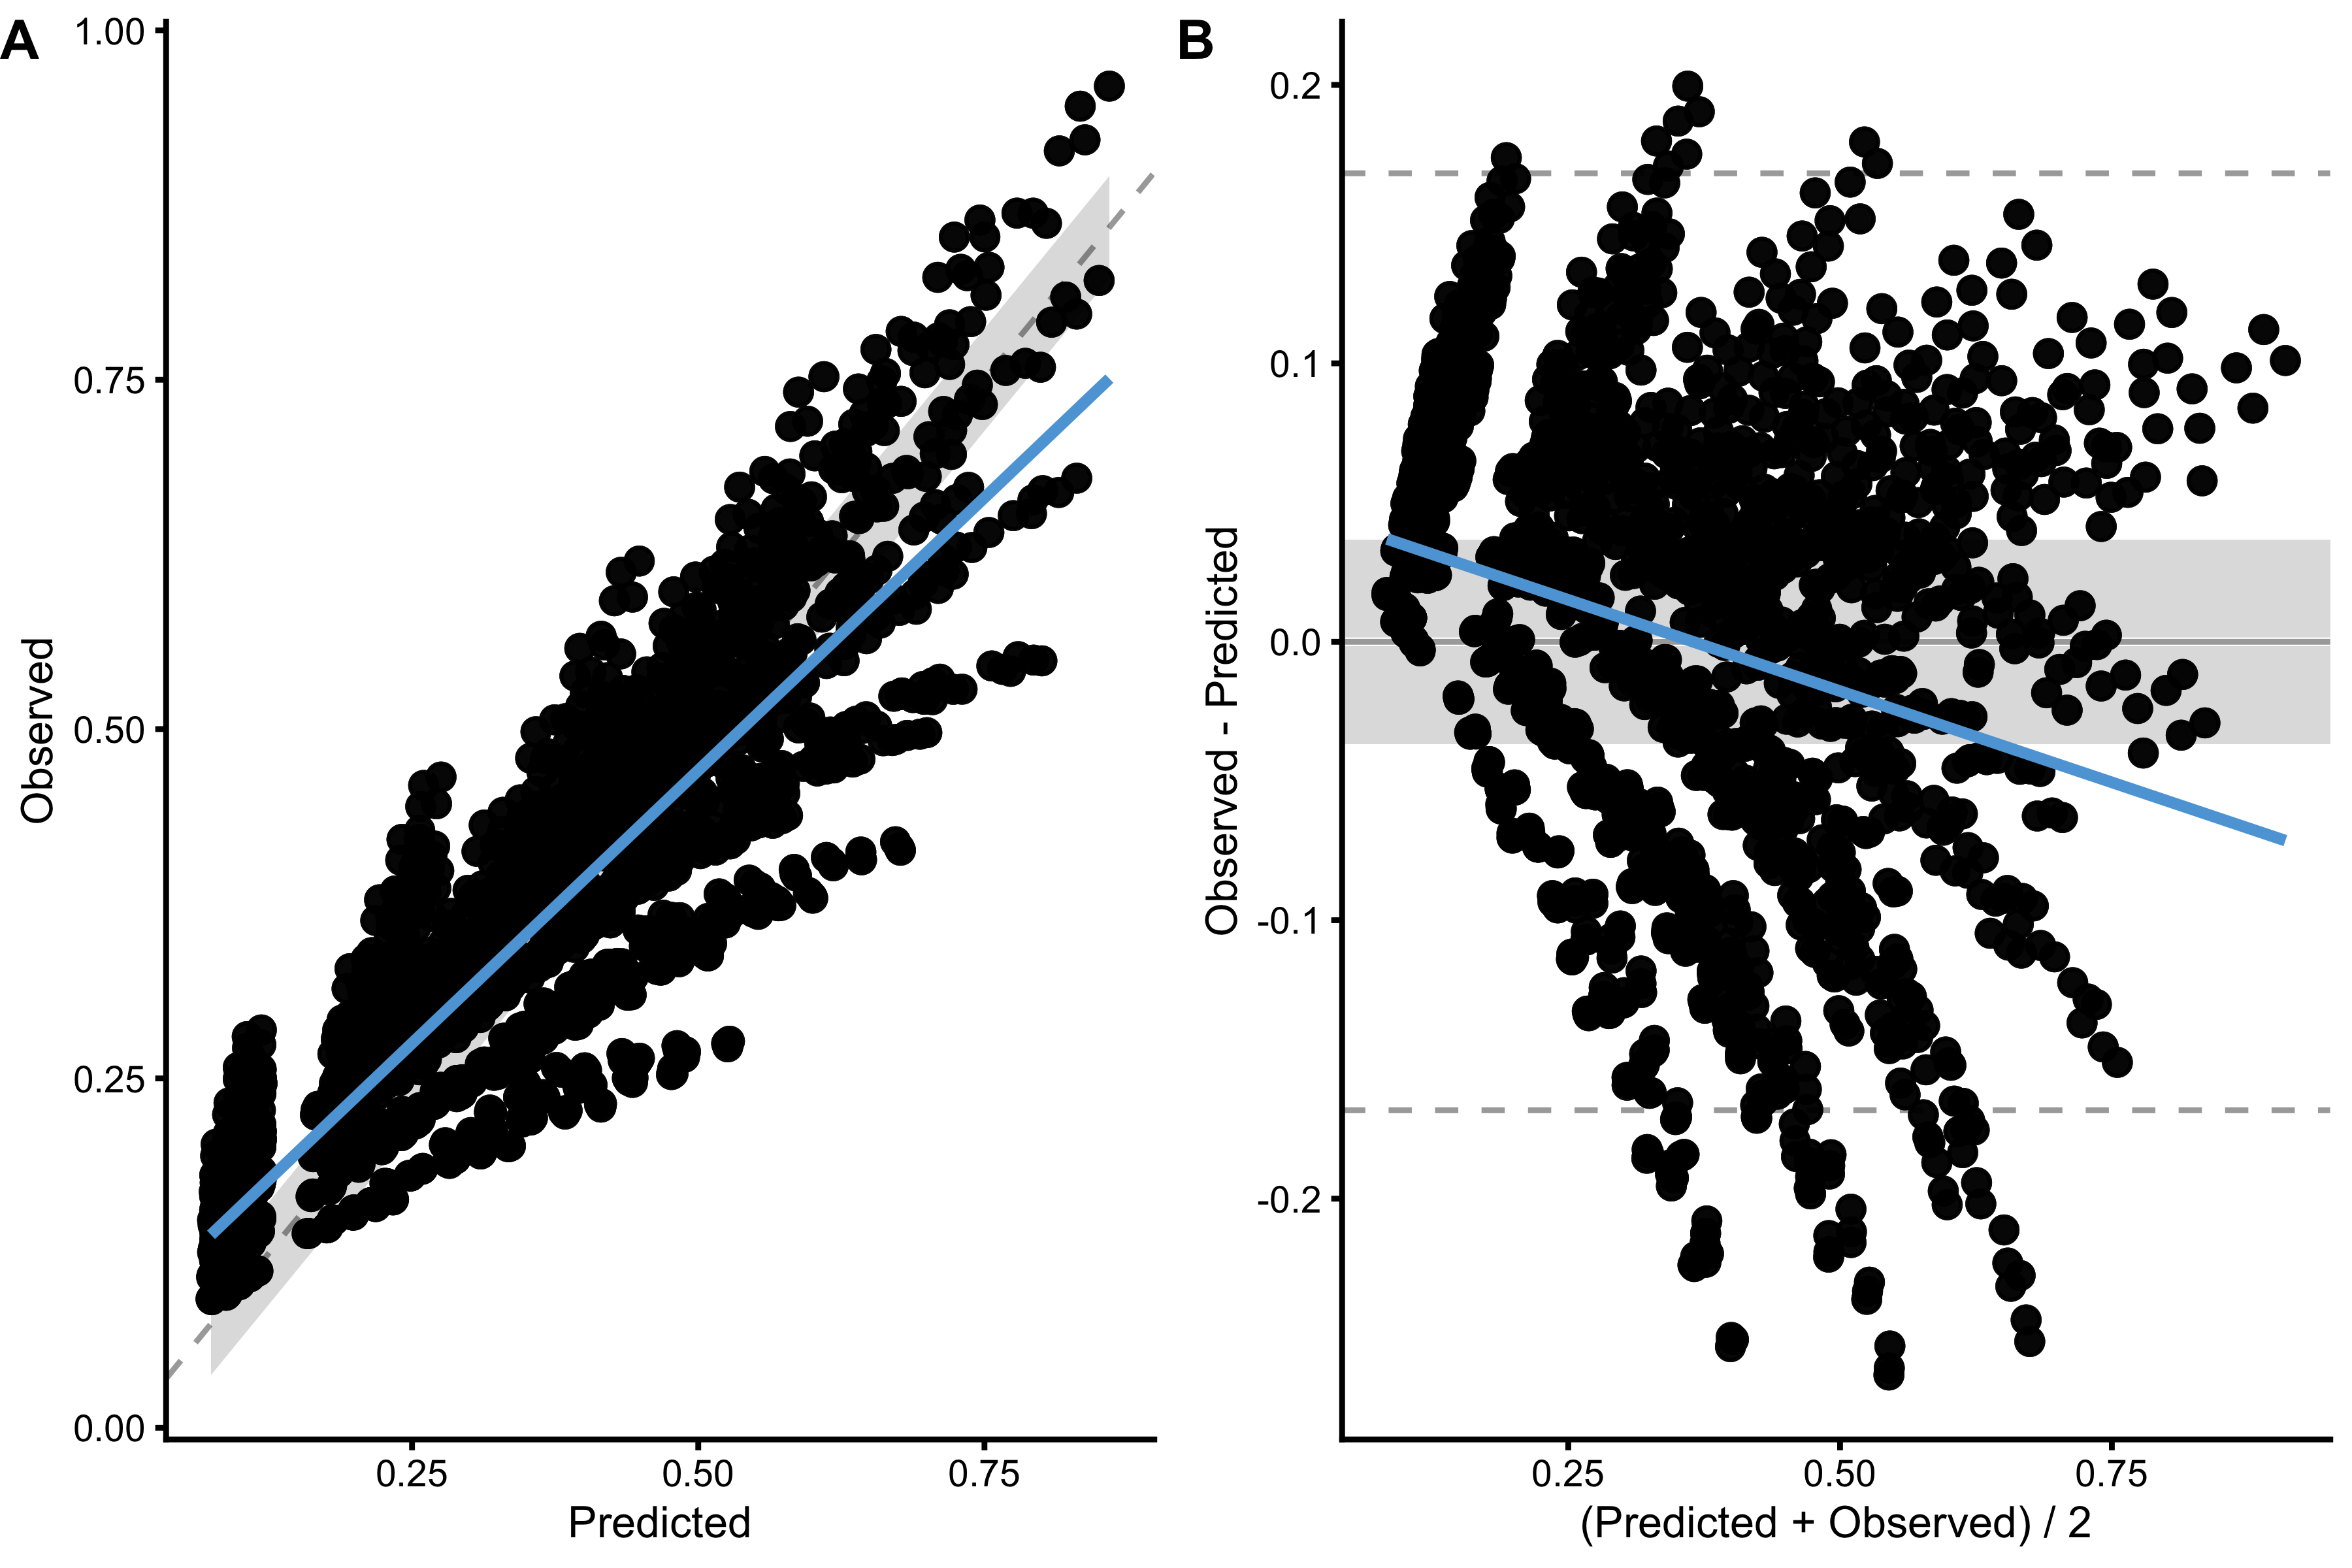 A
1.00
0.75
0.50
0.25
0.00
Observed
0.25 0.50 0.75
Predicted
B
0.2
0.1
0.0
-0.1
-0.2
Observed - Predicted
0.25 0.50 0.75
(Predicted + Observed) / 2